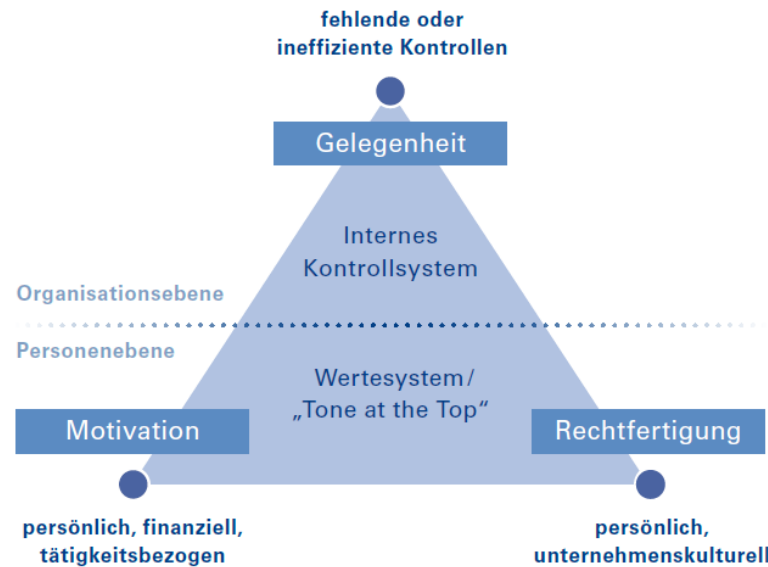 fehlende oder
ineffiziente Kontrollen
Gelegenheit
Internes
Kontrollsystem
Organisationsebene
Personenebene
Wertesystem/
„Tone at the Top“
Motivation
Rechtfertigung
persönlich, finanziell,
tätigkeitsbezogen
persönlich,
unternehmenskulturell